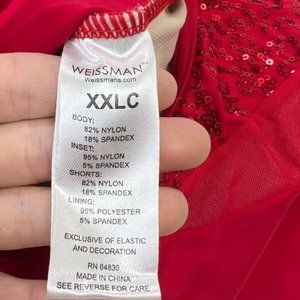 WEISSMAN™
Weissmans.com
XXLC
BODY:
82% NYLON
18% SPANDEX
INSET:
95% NYLON
5% SPANDEX
SHORTS:
82% NYLON
18% SPANDEX
LINING:
95% POLYESTER
5% SPANDEX
EXCLUSIVE OF ELASTIC
AND DECORATION
RN 64830
MADE IN CHINA
SEE REVERSE FOR CARE